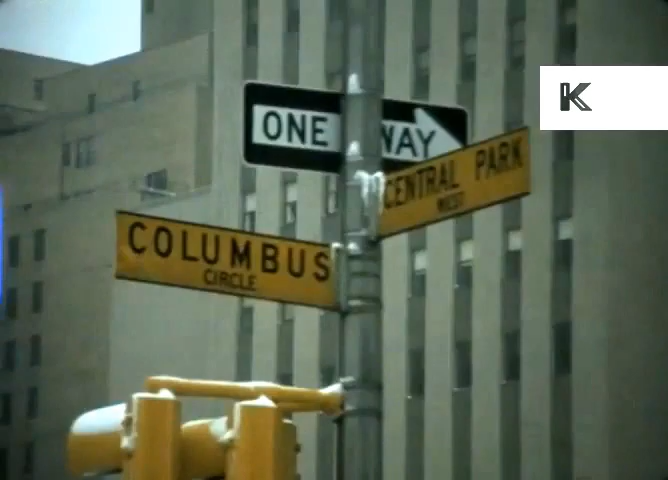 ONE WAY
CENTRAL PARK
WEST
COLUMBUS
CIRCLE
K